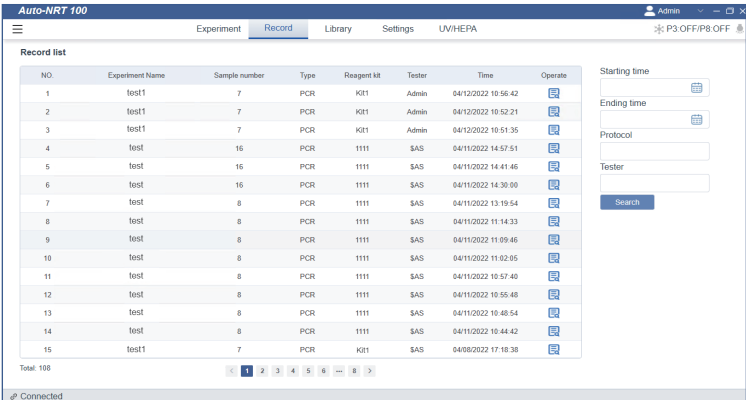 Auto-NRT 100 Admin
Experiment Record Library Settings UV/HEPA P3:OFF/P8:OFF
Record list
NO. Experiment Name Sample number Type Reagent kit Tester Time Operate
1 test1 7 PCR Kit1 Admin 04/12/2022 10:56:42
2 test1 7 PCR Kit1 Admin 04/12/2022 10:52:21
3 test1 7 PCR Kit1 Admin 04/12/2022 10:51:35
4 test 16 PCR 1111 $AS 04/11/2022 14:57:51
5 test 16 PCR 1111 $AS 04/11/2022 14:41:46
6 test 16 PCR 1111 $AS 04/11/2022 14:30:00
7 test 8 PCR 1111 $AS 04/11/2022 13:19:54
8 test 8 PCR 1111 $AS 04/11/2022 11:14:33
9 test 8 PCR 1111 $AS 04/11/2022 11:09:46
10 test 8 PCR 1111 $AS 04/11/2022 11:02:05
11 test 8 PCR 1111 $AS 04/11/2022 10:57:40
12 test 8 PCR 1111 $AS 04/11/2022 10:55:48
13 test 8 PCR 1111 $AS 04/11/2022 10:48:54
14 test 8 PCR 1111 $AS 04/11/2022 10:44:42
15 test1 7 PCR Kit1 $AS 04/08/2022 17:18:38
Total: 108
< 1 2 3 4 5 6 ··· 8 >
Starting time
Ending time
Protocol
Tester
Search
Connected